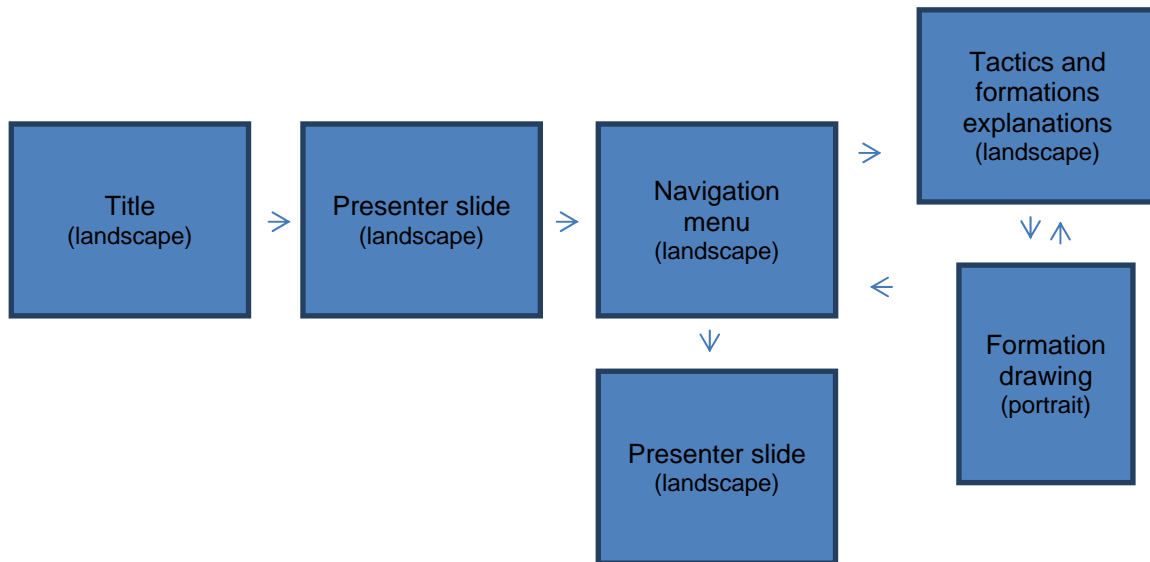 Title
(landscape)
Presenter slide
(landscape)
Navigation
menu
(landscape)
Tactics and
formations
explanations
(landscape)
Formation
drawing
(portrait)
Presenter slide
(landscape)